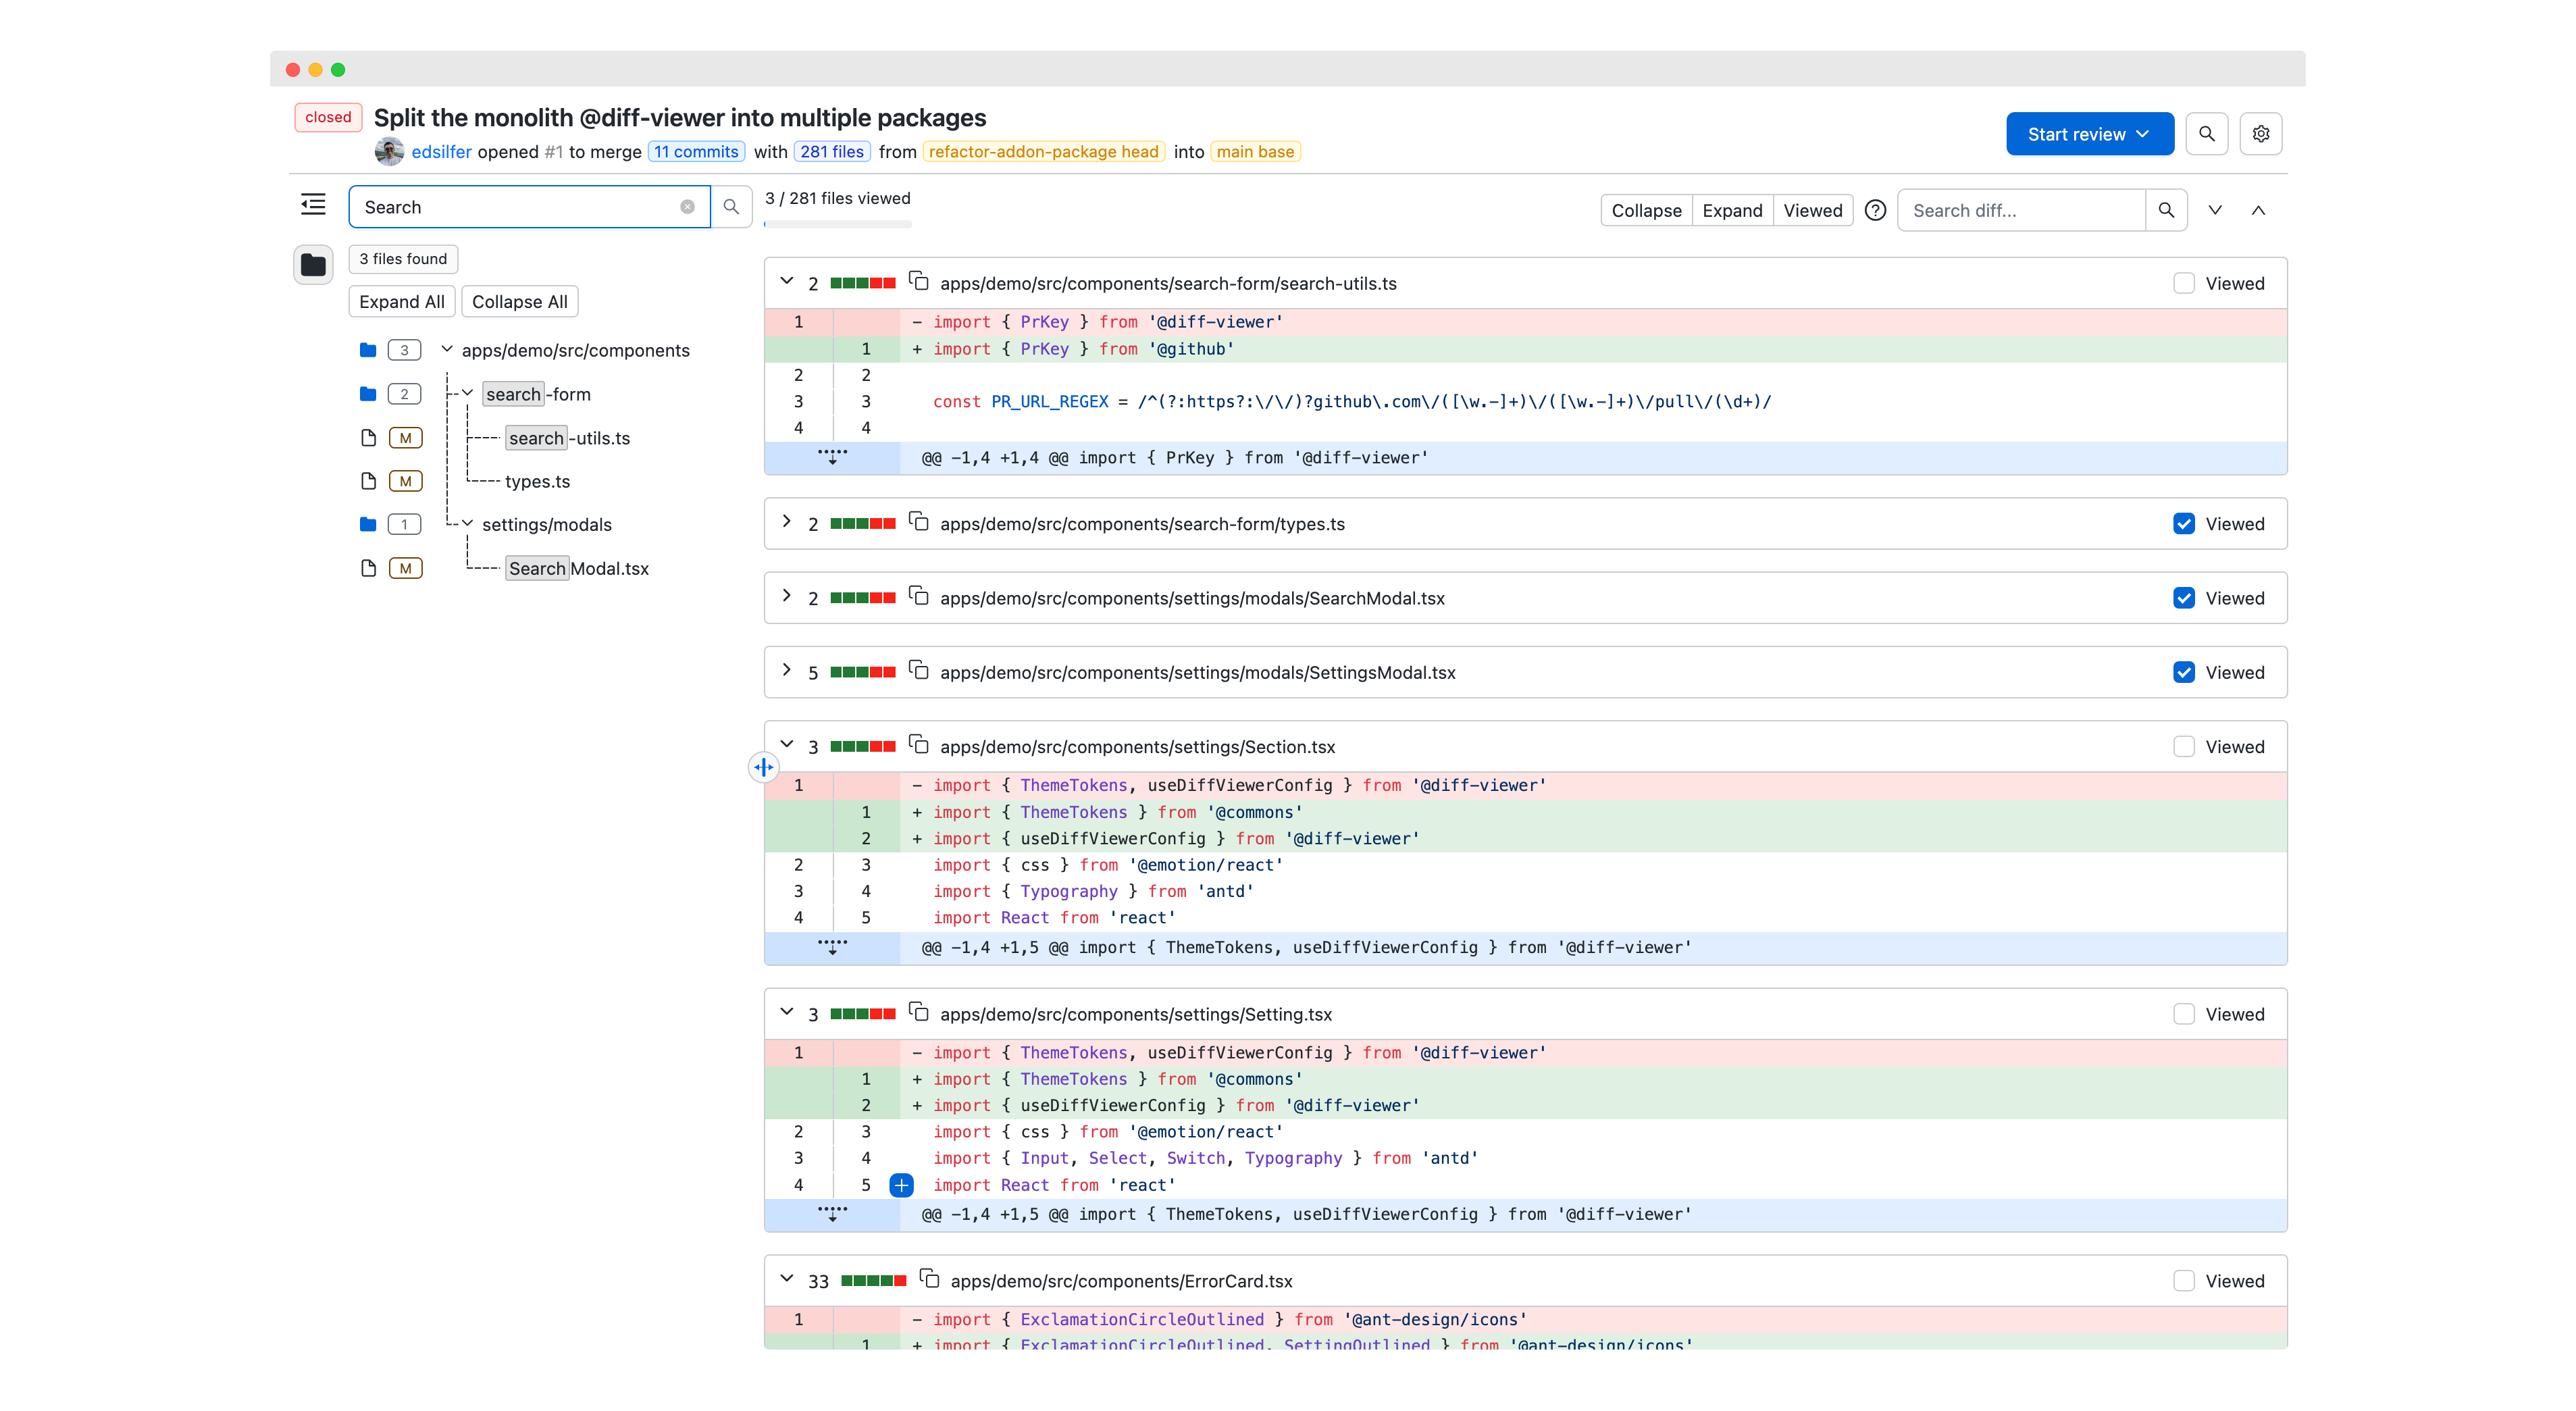 closed Split the monolith @diff-viewer into multiple packages
edsilfer opened #1 to merge 11 commits with 281 files from refactor-addon-package head into main base
Start review
Search
3 / 281 files viewed
Collapse Expand Viewed Search diff...
3 files found
Expand All Collapse All
3 apps/demo/src/components
2 search-form
M search-utils.ts
M types.ts
1 settings/modals
M SearchModal.tsx
2 apps/demo/src/components/search-form/search-utils.ts Viewed
1 - import { PrKey } from '@diff-viewer'
1 + import { PrKey } from '@github'
2 2
3 3 const PR_URL_REGEX = /^(?:https?:\/\/)?github\.com\/([\w.-]+)\/([\w.-]+)\/pull\/(\d+)/
4 4
@@ -1,4 +1,4 @@ import { PrKey } from '@diff-viewer'
2 apps/demo/src/components/search-form/types.ts Viewed
2 apps/demo/src/components/settings/modals/SearchModal.tsx Viewed
5 apps/demo/src/components/settings/modals/SettingsModal.tsx Viewed
3 apps/demo/src/components/settings/Section.tsx Viewed
1 - import { ThemeTokens, useDiffViewerConfig } from '@diff-viewer'
1 + import { ThemeTokens } from '@commons'
2 + import { useDiffViewerConfig } from '@diff-viewer'
2 3 import { css } from '@emotion/react'
3 4 import { Typography } from 'antd'
4 5 import React from 'react'
@@ -1,4 +1,5 @@ import { ThemeTokens, useDiffViewerConfig } from '@diff-viewer'
3 apps/demo/src/components/settings/Setting.tsx Viewed
1 - import { ThemeTokens, useDiffViewerConfig } from '@diff-viewer'
1 + import { ThemeTokens } from '@commons'
2 + import { useDiffViewerConfig } from '@diff-viewer'
2 3 import { css } from '@emotion/react'
3 4 import { Input, Select, Switch, Typography } from 'antd'
4 5 import React from 'react'
@@ -1,4 +1,5 @@ import { ThemeTokens, useDiffViewerConfig } from '@diff-viewer'
33 apps/demo/src/components/ErrorCard.tsx Viewed
1 - import { ExclamationCircleOutlined } from '@ant-design/icons'
1 + import { ExclamationCircleOutlined, SettingOutlined } from '@ant-design/icons'